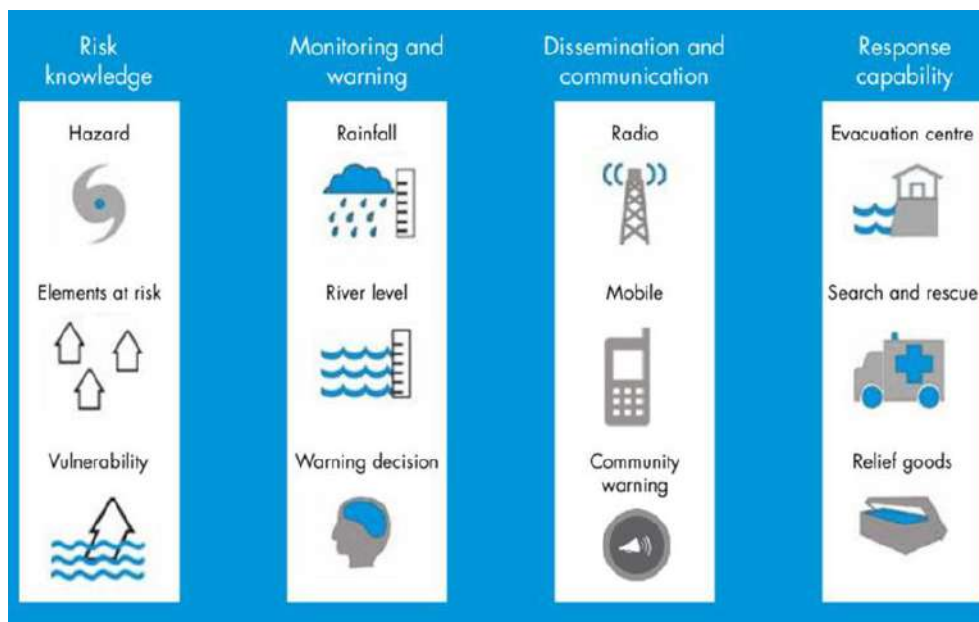 Risk
knowledge
Hazard
Elements at risk
Vulnerability
Monitoring and
warning
Rainfall
River level
Warning decision
Dissemination and
communication
Radio
Mobile
Community
warning
Response
capability
Evacuation centre
Search and rescue
Relief goods